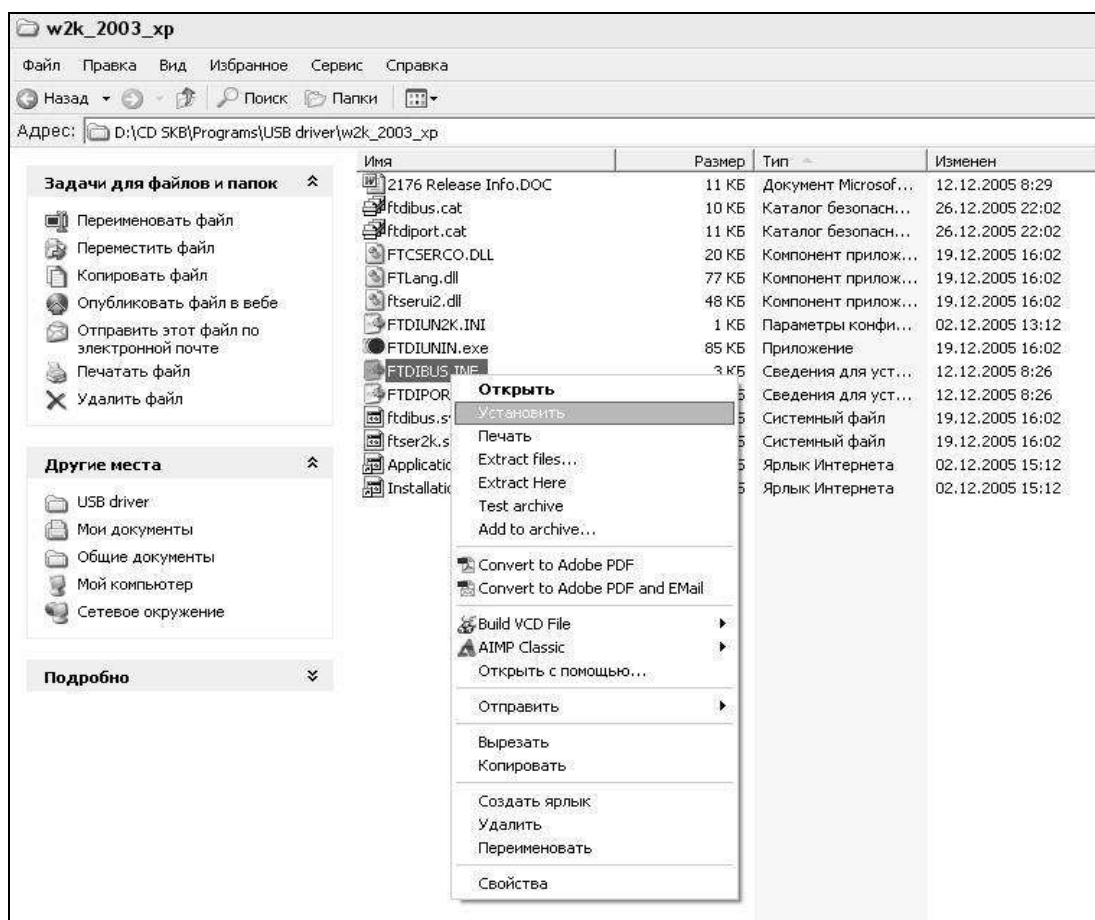 w2k_2003_xp
Файл Правка Вид Избранное Сервис Справка
Назад Поиск Папки
Адрес: D:\CD SKB\Programs\USB driver\w2k_2003_xp
Имя Размер Тип Изменен
Задачи для файлов и папок
Переименовать файл
Переместить файл
Копировать файл
Опубликовать файл в вебе
Отправить этот файл по
электронной почте
Печатать файл
Удалить файл
Другие места
USB driver
Мои документы
Общие документы
Мой компьютер
Сетевое окружение
Подробно
2176 Release Info.DOC 11 КБ Документ Microsof... 12.12.2005 8:29
ftdibus.cat 10 КБ Каталог безопасн... 26.12.2005 22:02
ftdiport.cat 11 КБ Каталог безопасн... 26.12.2005 22:02
FTCSERCO.DLL 20 КБ Компонент прилож... 19.12.2005 16:02
FTLang.dll 77 КБ Компонент прилож... 19.12.2005 16:02
ftserui2.dll 48 КБ Компонент прилож... 19.12.2005 16:02
FTDIUN2K.INI 1 КБ Параметры конфи... 02.12.2005 13:12
FTDIUNIN.exe 85 КБ Приложение 19.12.2005 16:02
FTDIBUS.INF 3 КБ Сведения для уст... 12.12.2005 8:26
FTDIPOR Б Сведения для уст... 12.12.2005 8:26
ftdibus.s Б Системный файл 19.12.2005 16:02
ftser2k.s Б Системный файл 19.12.2005 16:02
Applicatio Б Ярлык Интернета 02.12.2005 15:12
Installatio Б Ярлык Интернета 02.12.2005 15:12
Открыть
Установить
Печать
Extract files...
Extract Here
Test archive
Add to archive...
Convert to Adobe PDF
Convert to Adobe PDF and EMail
Build VCD File
AIMP Classic
Открыть с помощью...
Отправить
Вырезать
Копировать
Создать ярлык
Удалить
Переименовать
Свойства